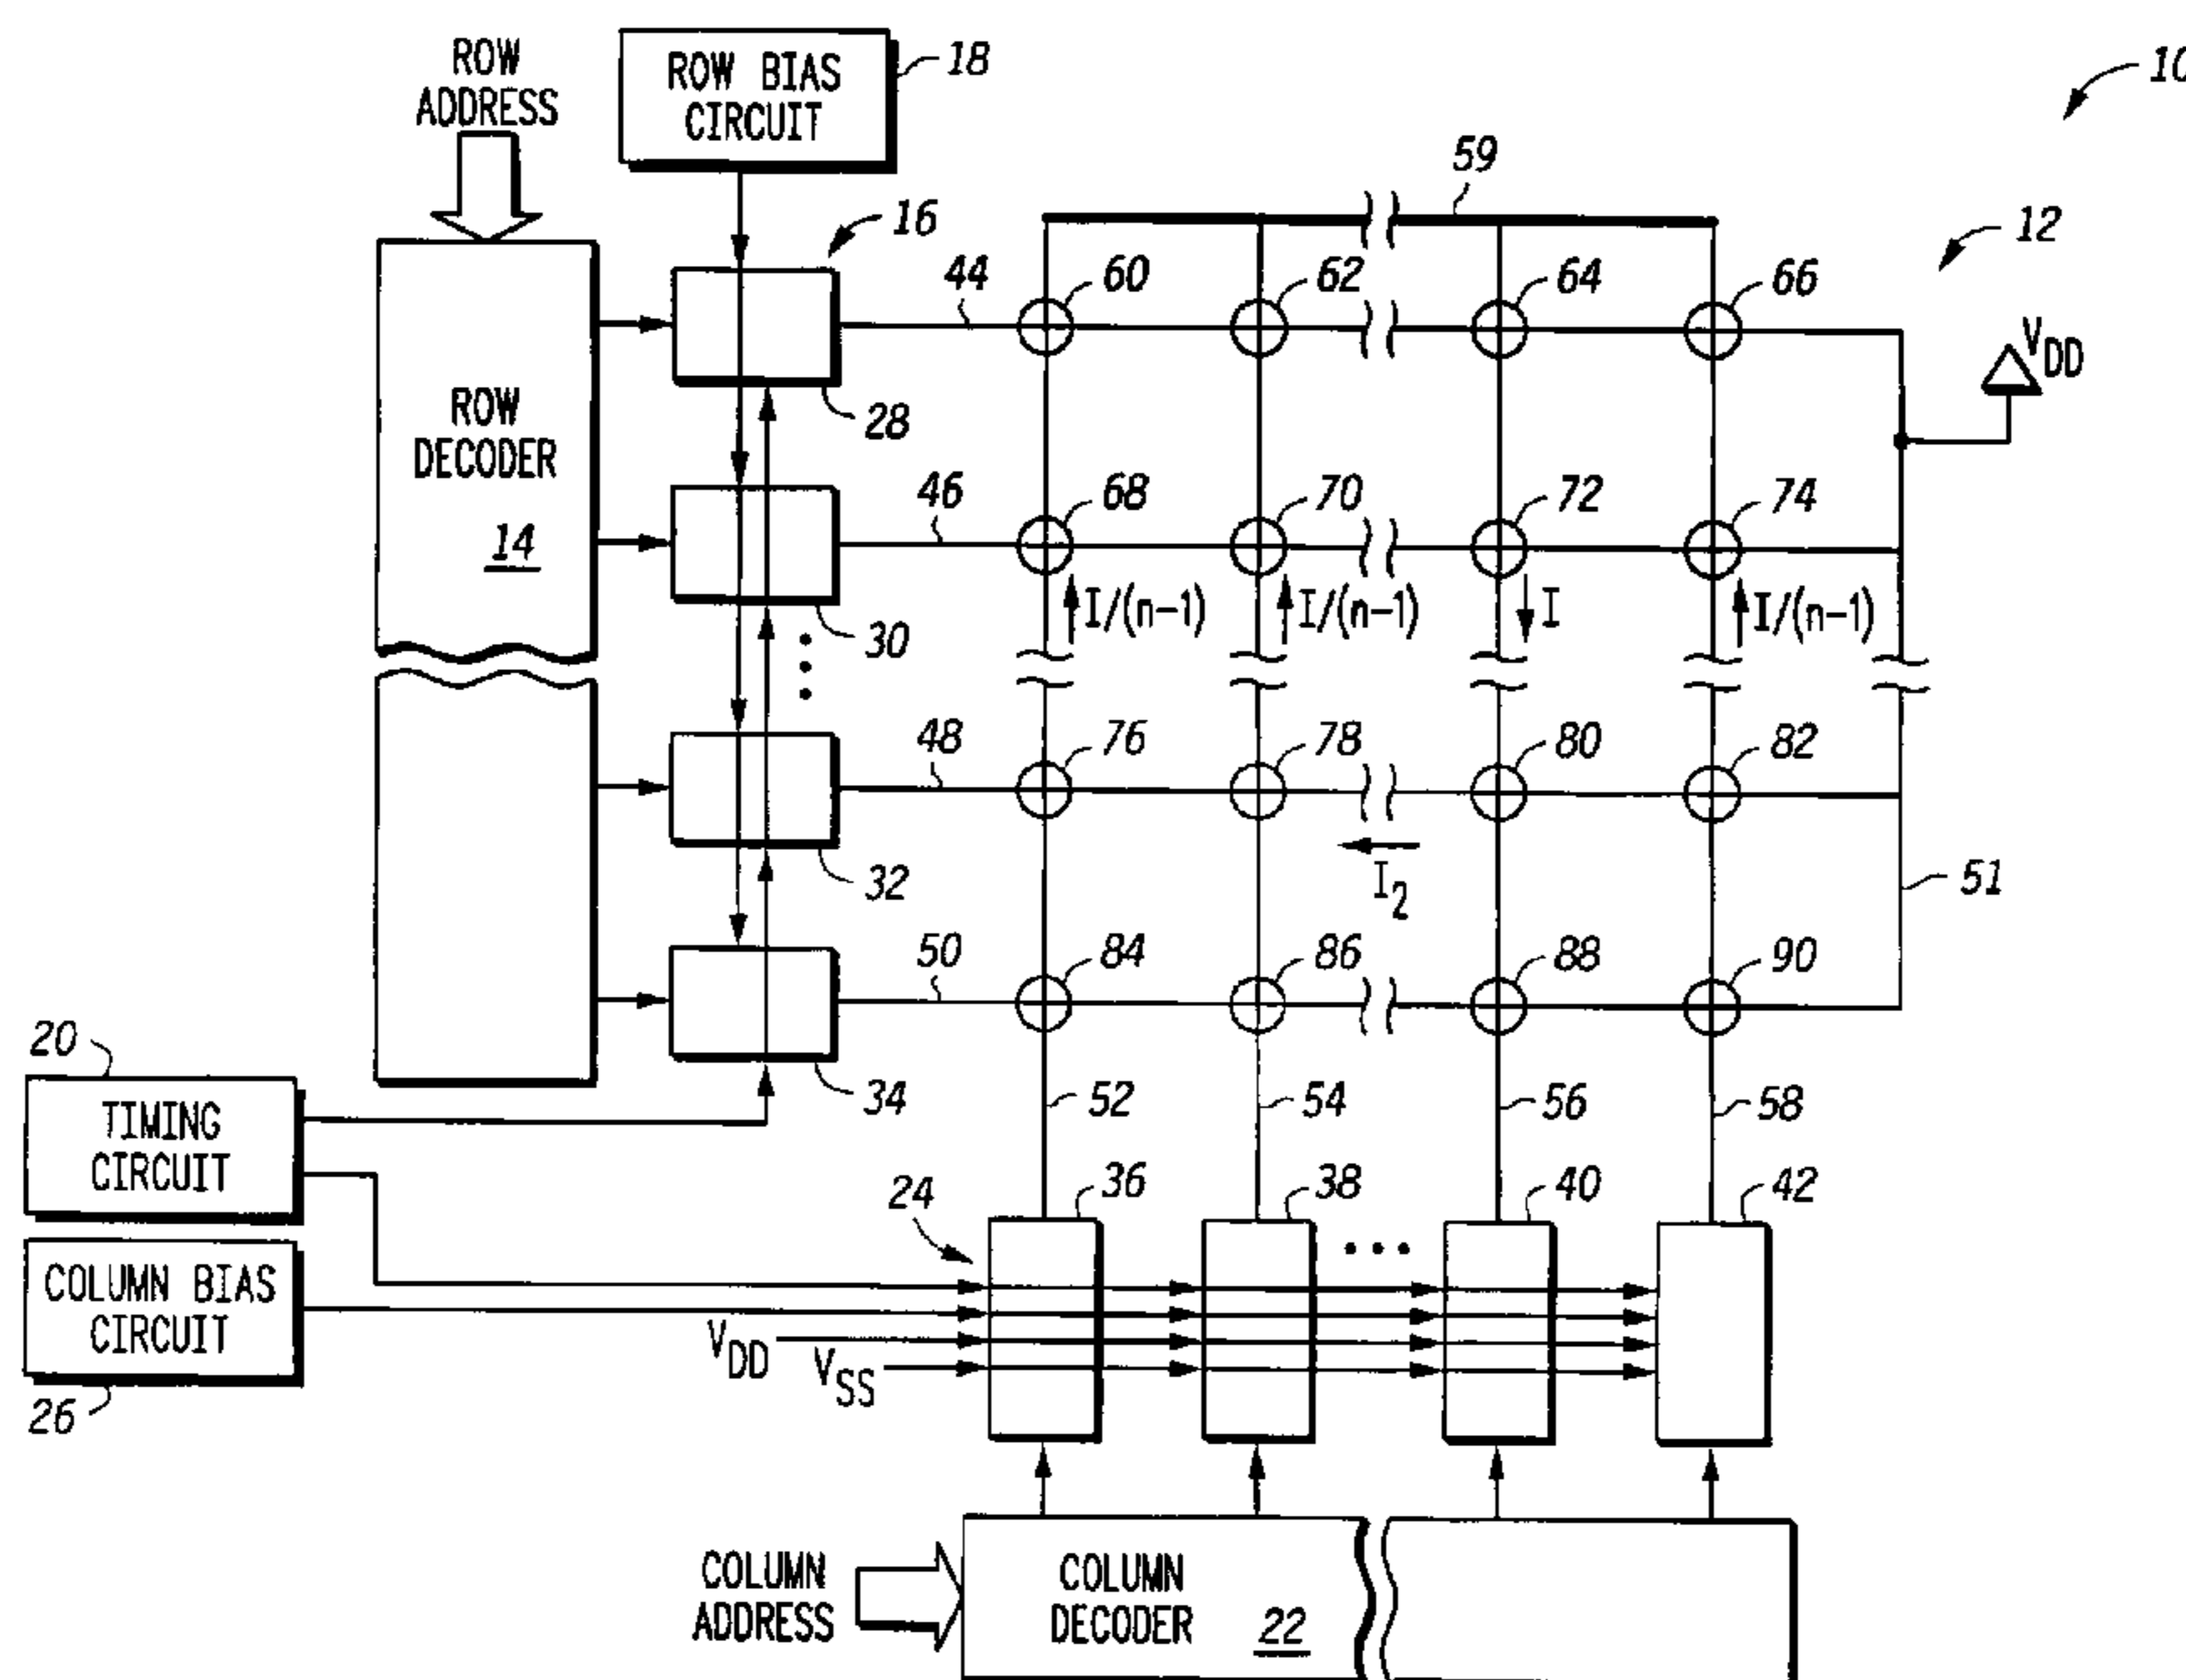 ROW
ADDRESS
ROW BIAS
CIRCUIT
18
10
59
16
12
44
60
62
64
66
V
DD
28
ROW
DECODER
14
46
68
70
72
74
I/(n-1)
I/(n-1)
I
I/(n-1)
30
48
76
78
80
82
I2
32
51
50
84
86
88
90
20
34
52
54
56
58
TIMING
CIRCUIT
24
36
38
40
42
COLUMN BIAS
CIRCUIT
VDD
VSS
26
COLUMN
ADDRESS
COLUMN
DECODER
22